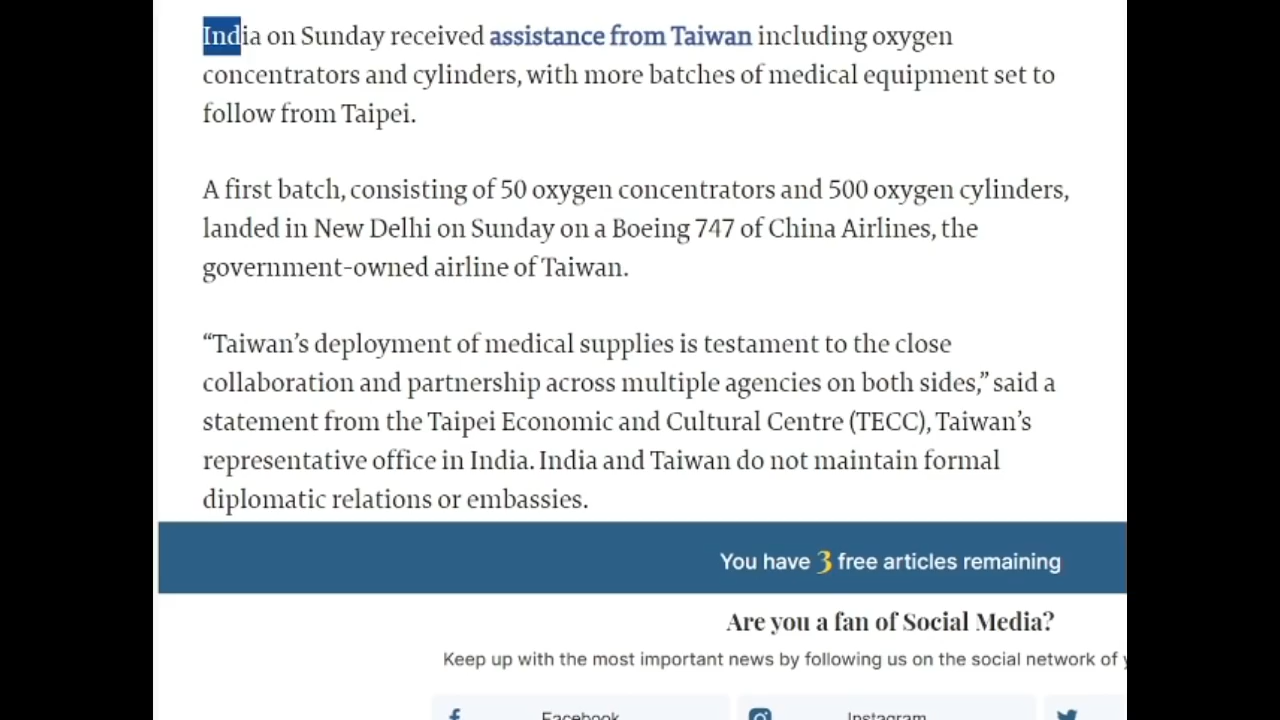 India on Sunday received assistance from Taiwan including oxygen
concentrators and cylinders, with more batches of medical equipment set to
follow from Taipei.
A first batch, consisting of 50 oxygen concentrators and 500 oxygen cylinders,
landed in New Delhi on Sunday on a Boeing 747 of China Airlines, the
government-owned airline of Taiwan.
“Taiwan’s deployment of medical supplies is testament to the close
collaboration and partnership across multiple agencies on both sides,” said a
statement from the Taipei Economic and Cultural Centre (TECC), Taiwan’s
representative office in India. India and Taiwan do not maintain formal
diplomatic relations or embassies.
You have 3 free articles remaining
Are you a fan of Social Media?
Keep up with the most important news by following us on the social network of
Facebook Instagram